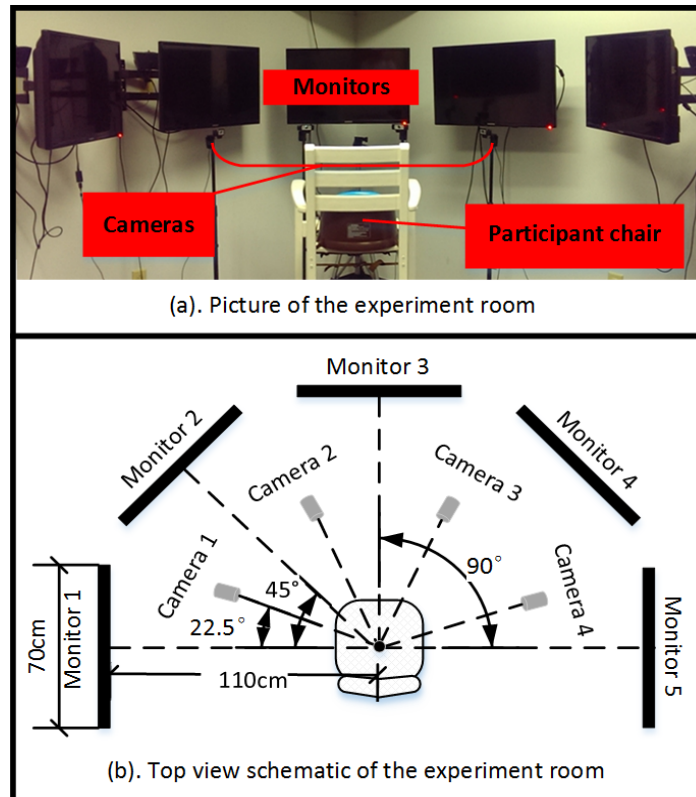 Monitors
Cameras
Participant chair
(a). Picture of the experiment room
Monitor 3
Monitor 2
Monitor 4
Camera 2
Camera 3
Camera 1
Camera 4
45°
90°
22.5°
Monitor 1
70cm
Monitor 5
110cm
(b). Top view schematic of the experiment room